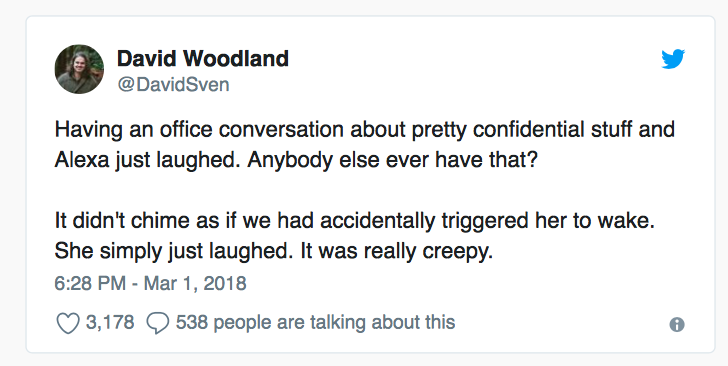 David Woodland
@DavidSven
Having an office conversation about pretty confidential stuff and
Alexa just laughed. Anybody else ever have that?
It didn't chime as if we had accidentally triggered her to wake.
She simply just laughed. It was really creepy.
6:28 PM - Mar 1, 2018
3,178 538 people are talking about this